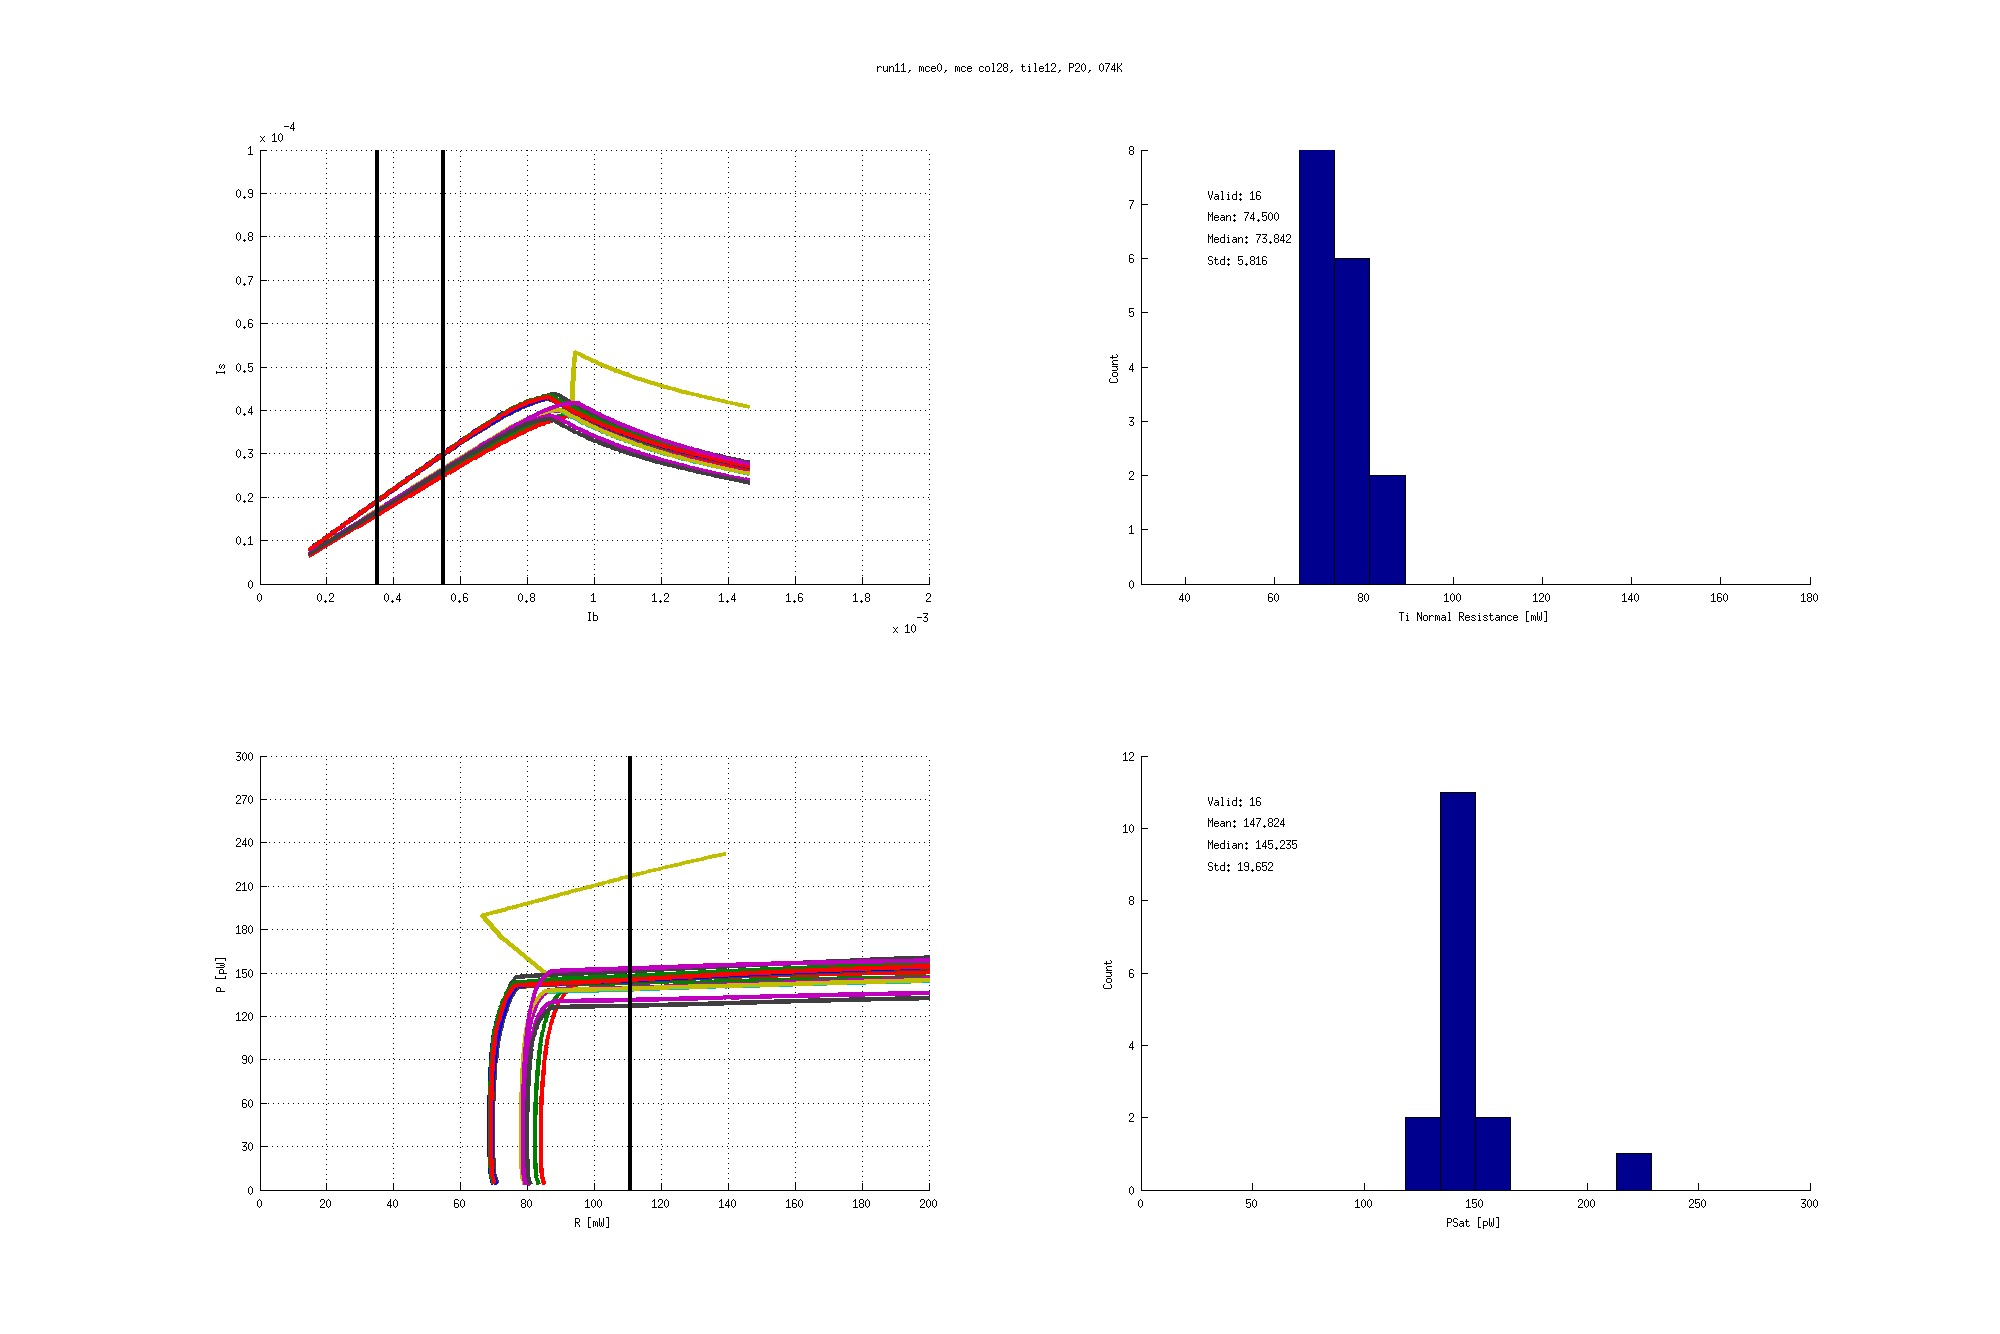 run11, mce0, mce col28, tile12, P20, 074K
x 10 -4
1
0.9
0.8
0.7
0.6
0.5
0.4
0.3
0.2
0.1
0
Is
0 0.2 0.4 0.6 0.8 1 1.2 1.4 1.6 1.8 2
Ib
x 10 -3
8
7
6
5
4
3
2
1
0
Count
Valid: 16
Mean: 74.500
Median: 73.842
Std: 5.816
40 60 80 100 120 140 160 180
Ti Normal Resistance [mW]
300
270
240
210
180
150
120
90
60
30
0
P [pW]
0 20 40 60 80 100 120 140 160 180 200
R [mW]
12
10
8
6
4
2
0
Count
Valid: 16
Mean: 147.824
Median: 145.235
Std: 19.652
0 50 100 150 200 250 300
PSat [pW]